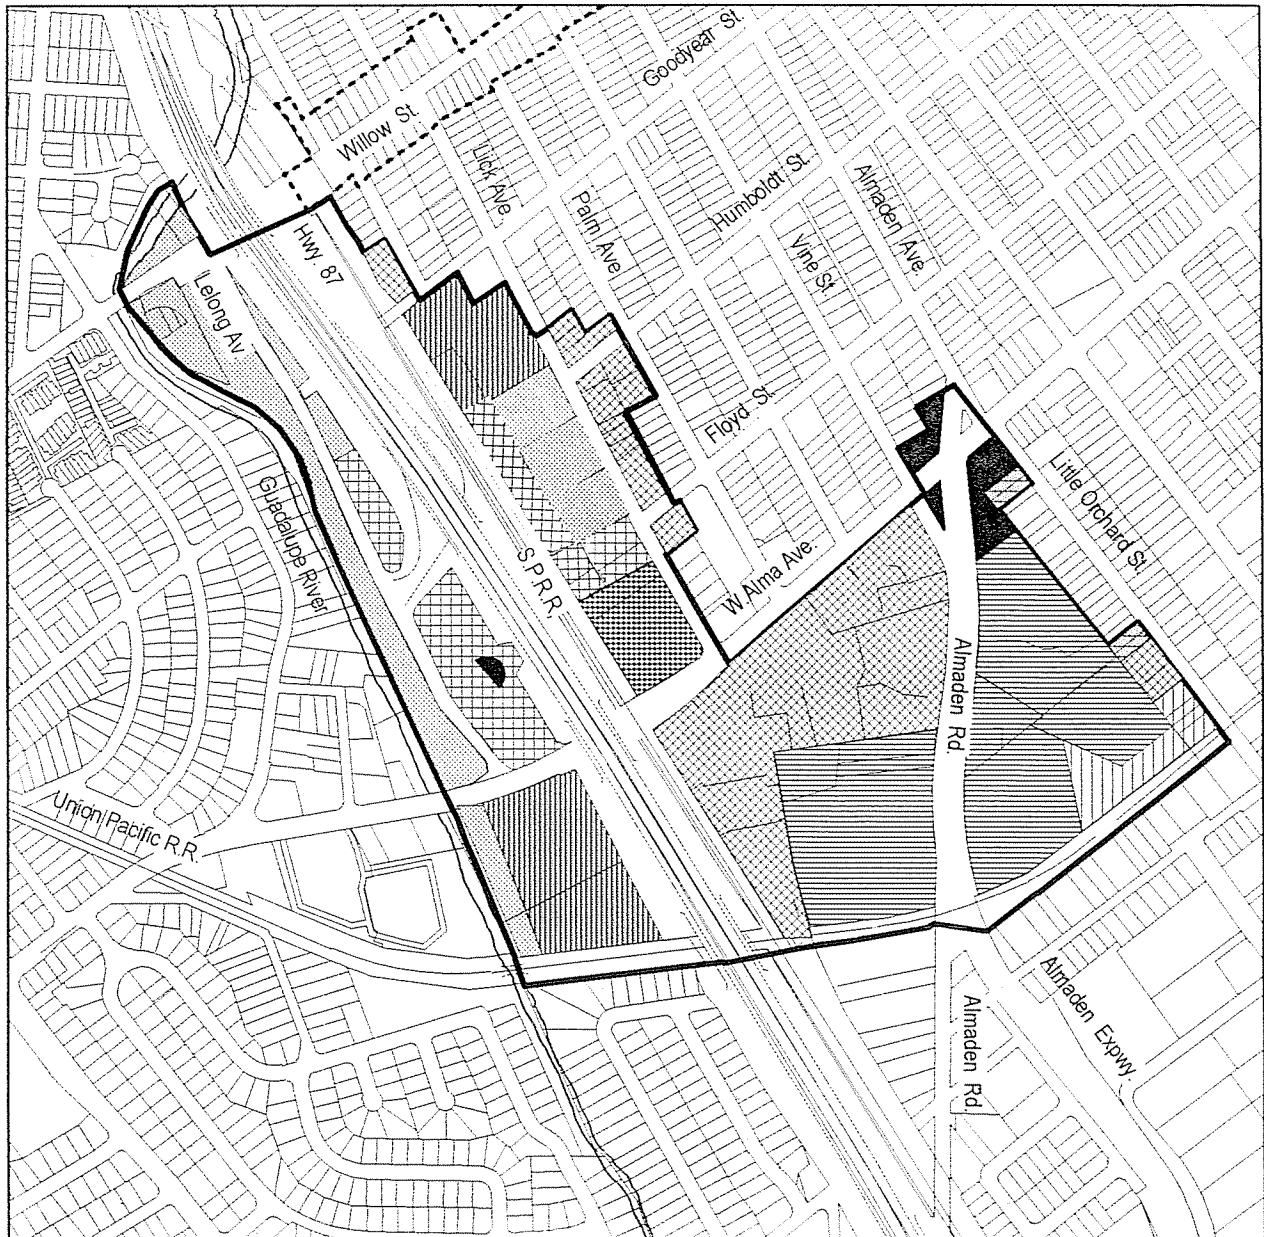 Goodyear St.
Willow St.
Lick Ave
Palm Ave
Humboldt St.
Almaden Ave.
Vine St
Hwy 87
Lelong Av
Floyd St.
Little Orchard St.
Guadalupe River
S.P.R.R.
W Alma Ave.
Almaden Rd.
Union Pacific R.R.
Almaden Expwy.
Almaden Rd.